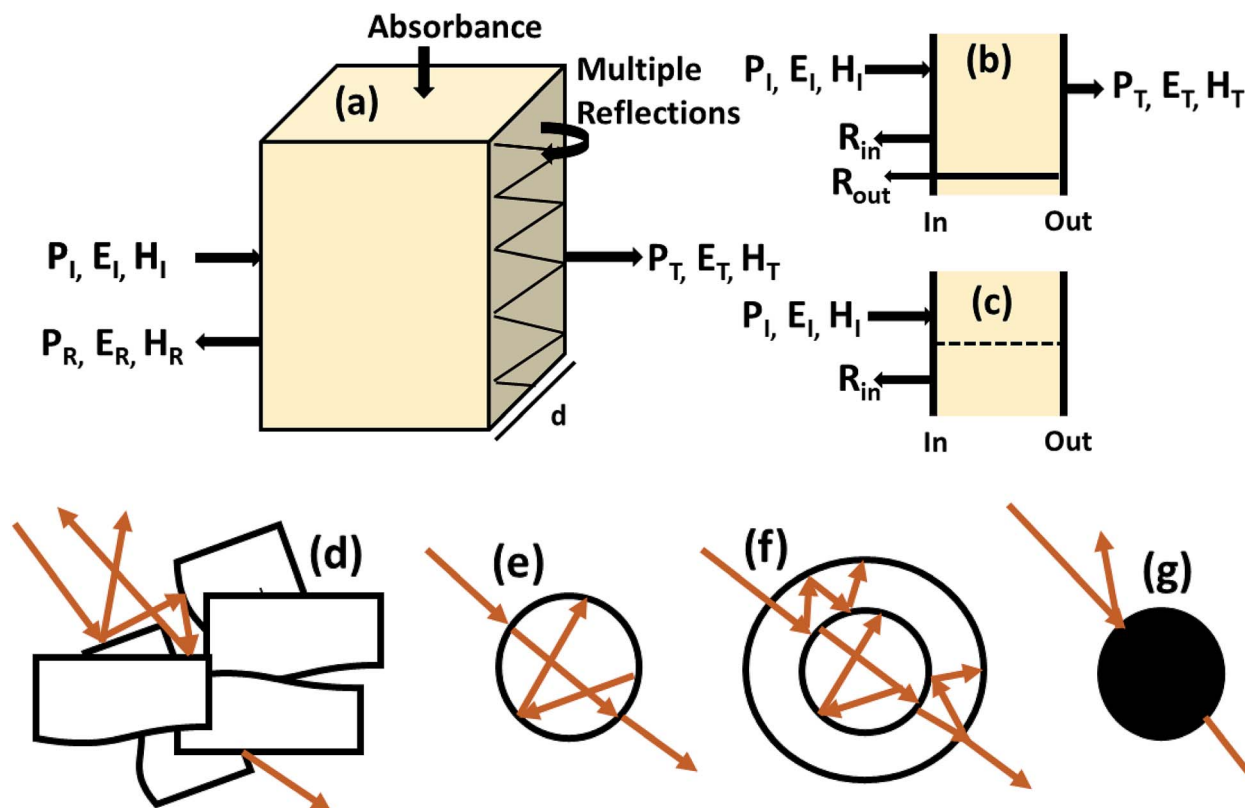 Absorbance
(a)
Multiple
Reflections
P_I, E_I, H_I
P_R, E_R, H_R
P_T, E_T, H_T
d
(b)
P_I, E_I, H_I
P_T, E_T, H_T
R_in
R_out
In Out
(c)
P_I, E_I, H_I
R_in
In Out
(d)
(e)
(f)
(g)